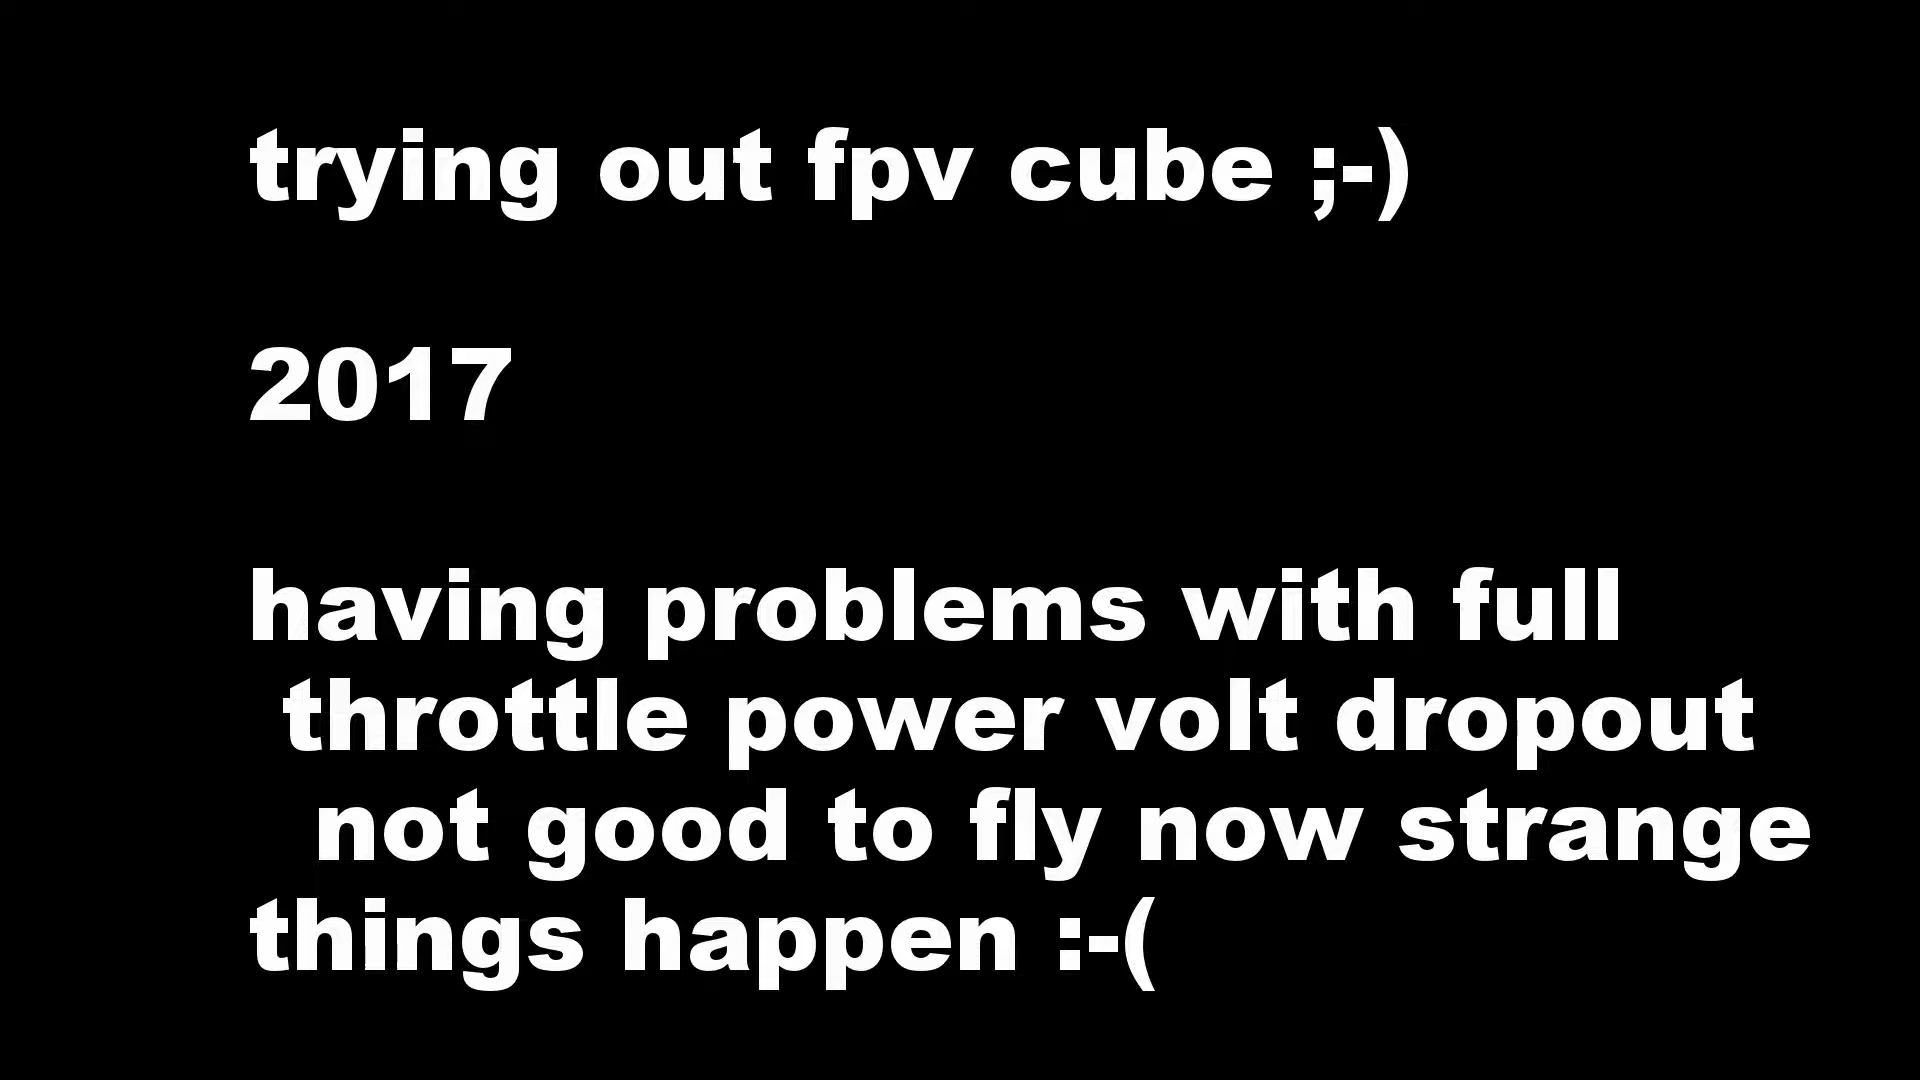 trying out fpv cube ;-)
2017
having problems with full
throttle power volt dropout
not good to fly now strange
things happen :-(